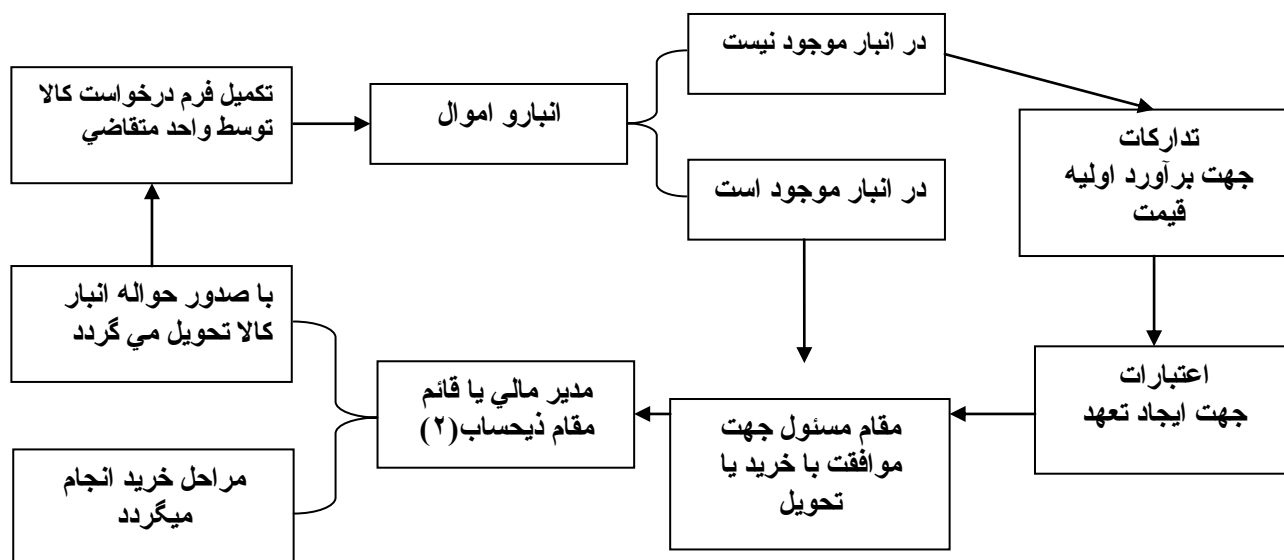 تكميل فرم درخواست كالا
توسط واحد متقاضي
انبارو اموال
در انبار موجود نيست
در انبار موجود است
تداركات
جهت برآورد اوليه
قيمت
اعتبارات
جهت ايجاد تعهد
مقام مسئول جهت
موافقت با خريد يا
تحويل
مدير مالي يا قائم
مقام ذيحساب(۲)
با صدور حواله انبار
كالا تحويل مي گردد
مراحل خريد انجام
ميگردد